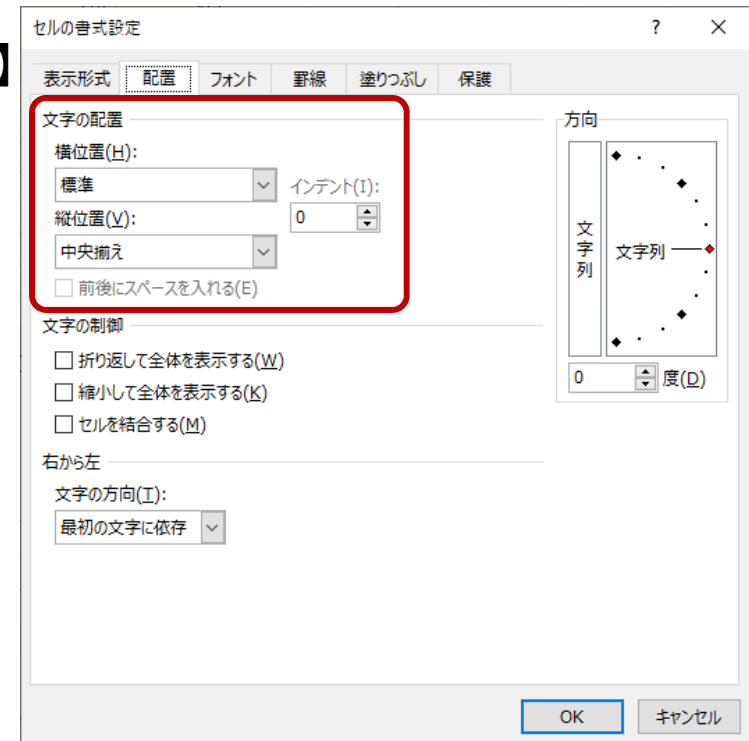 セルの書式設定 ? ×
】
表示形式 配置 フォント 罫線 塗りつぶし 保護
文字の配置
横位置(H):
標準
インデント(I):
縦位置(V):
0
中央揃え
前後にスペースを入れる(E)
文字の制御
折り返して全体を表示する(W)
縮小して全体を表示する(K)
セルを結合する(M)
右から左
文字の方向(T):
最初の文字に依存
方向
文字列
文字列
0 度(D)
OK キャンセル